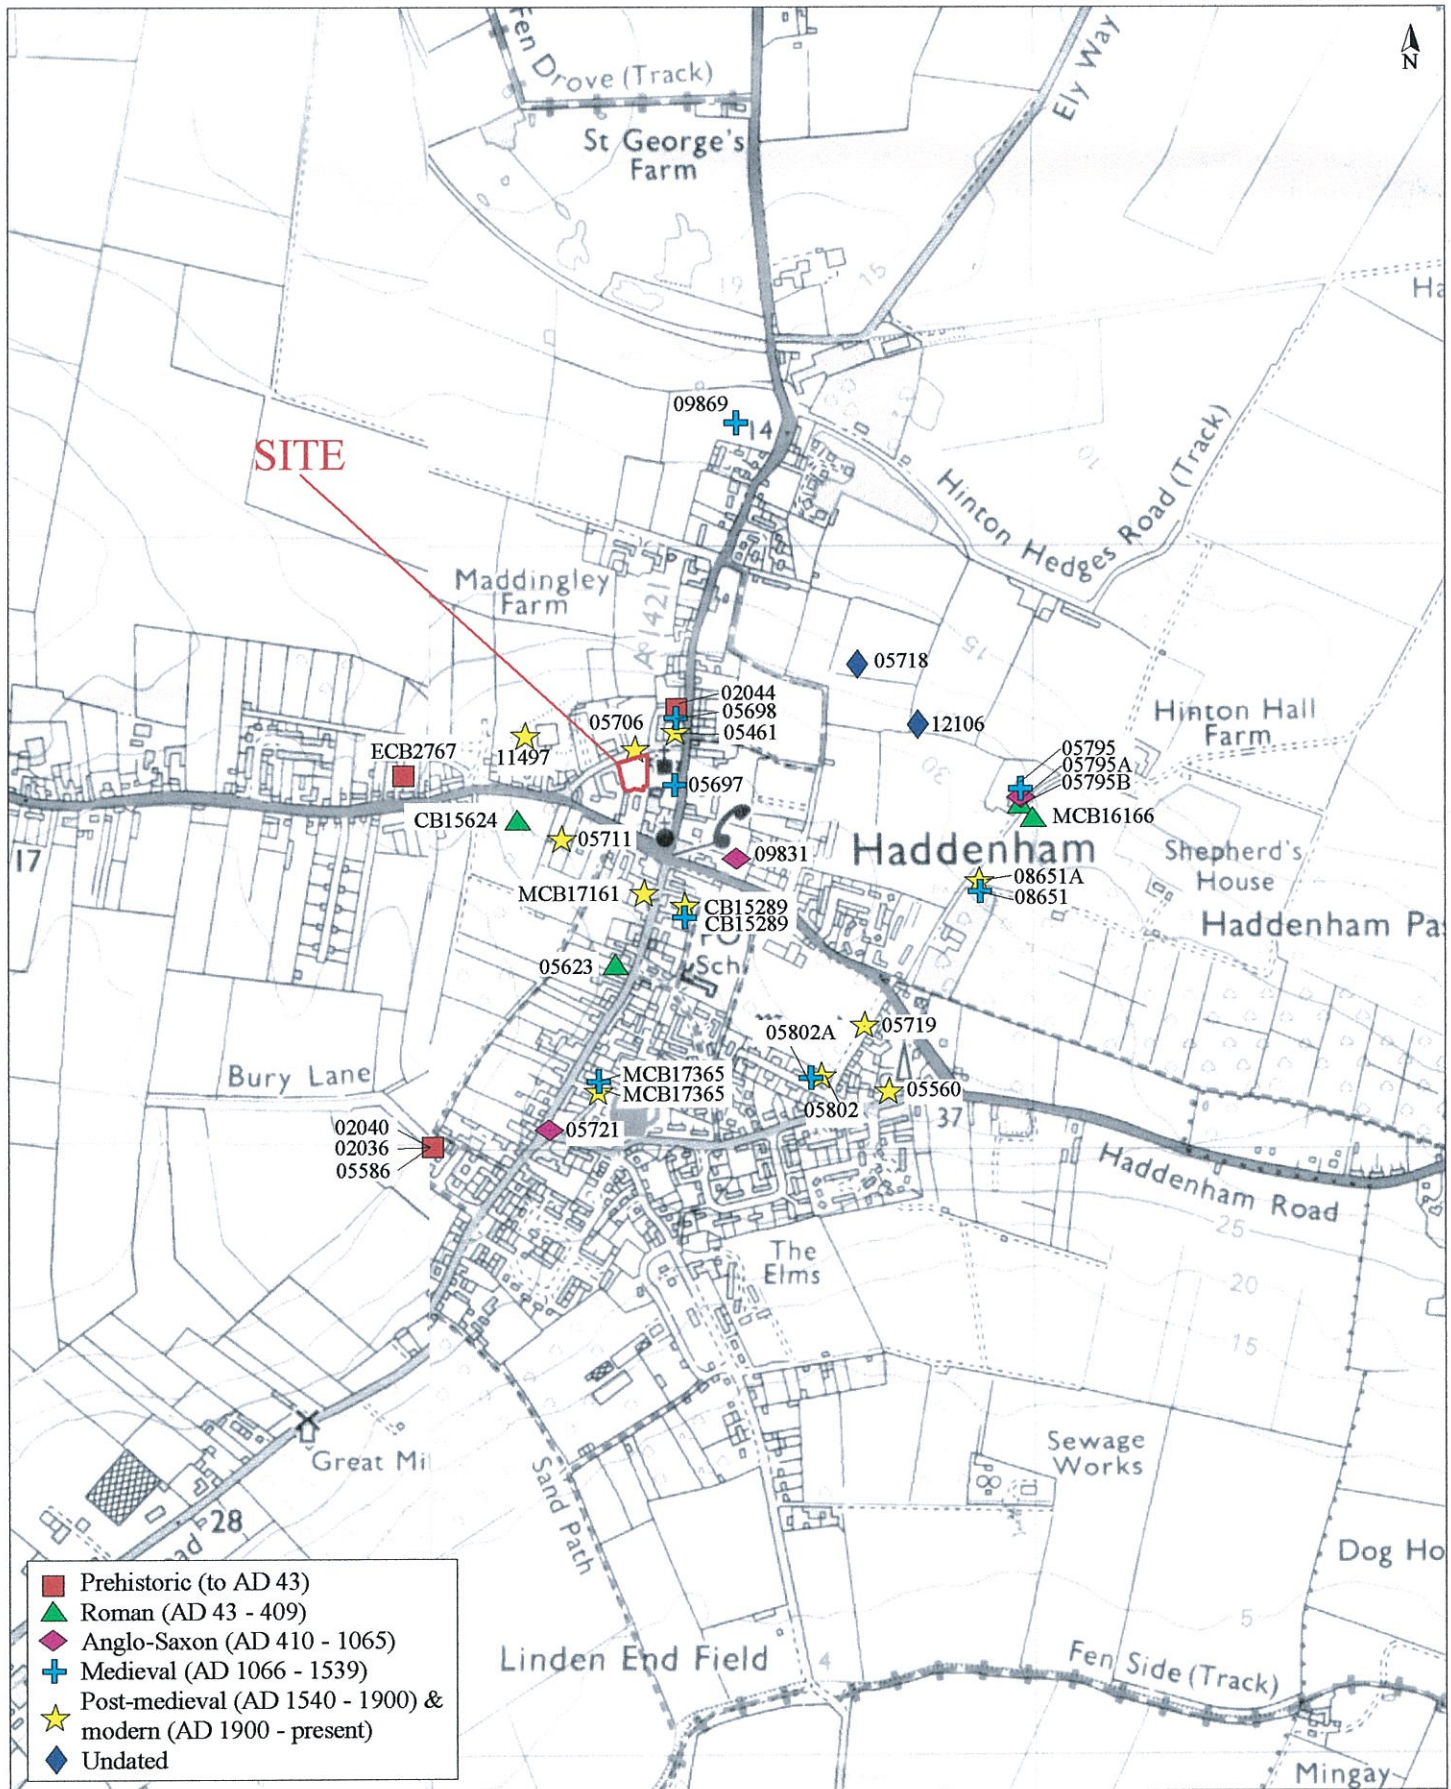 N
Fen Drove (Track)
Ely Way
St George's
Farm
19
15
Ha
09869
14
SITE
10
Hinton Hedges Road (Track)
Maddingley
Farm
A 1421
15
05718
02044
05698
05461
05706
12106
Hinton Hall
Farm
ECB2767
11497
30
05795
05795A
05795B
05697
CB15624
MCB16166
05711
17
09831
Haddenham
Shepherd's
House
08651A
08651
MCB17161
CB15289
CB15289
Haddenham Pas
PO
Sch
05623
05719
05802A
Bury Lane
MCB17365
MCB17365
05560
05802
37
02040
02036
05586
05721
Haddenham Road
25
The
Elms
20
15
Great Mi
Sewage
Works
Sand Path
28
ad
Dog Ho
5
Linden End Field
4
Fen Side (Track)
Mingay
Prehistoric (to AD 43)
Roman (AD 43 - 409)
Anglo-Saxon (AD 410 - 1065)
Medieval (AD 1066 - 1539)
Post-medieval (AD 1540 - 1900) &
modern (AD 1900 - present)
Undated